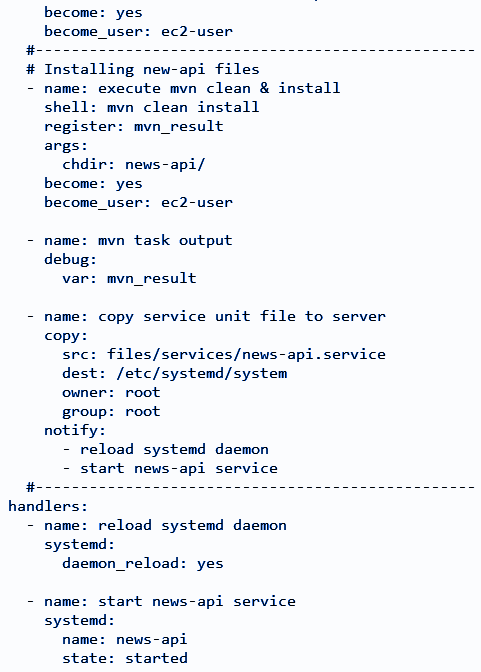 become: yes
    become_user: ec2-user
  #-------------------------------------------------
  # Installing new-api files
  - name: execute mvn clean & install
    shell: mvn clean install
    register: mvn_result
    args:
      chdir: news-api/
    become: yes
    become_user: ec2-user

  - name: mvn task output
    debug:
      var: mvn_result

  - name: copy service unit file to server
    copy:
      src: files/services/news-api.service
      dest: /etc/systemd/system
      owner: root
      group: root
    notify:
      - reload systemd daemon
      - start news-api service
  #-------------------------------------------------
handlers:
  - name: reload systemd daemon
    systemd:
      daemon_reload: yes

  - name: start news-api service
    systemd:
      name: news-api
      state: started